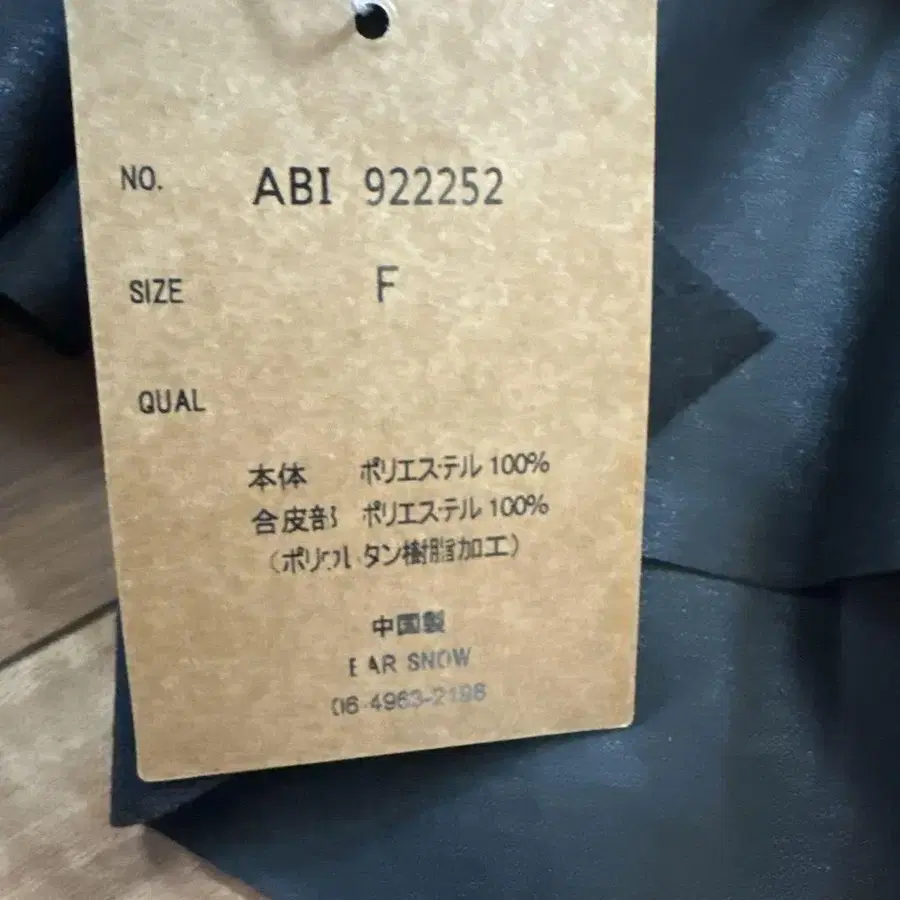 NO. ABI 922252
SIZE F
QUAL
本体 ポリエステル 100%
合皮部 ポリエステル 100%
(ポリウレタン樹脂加工)
中国製
EAR SNOW
06-4963-2198